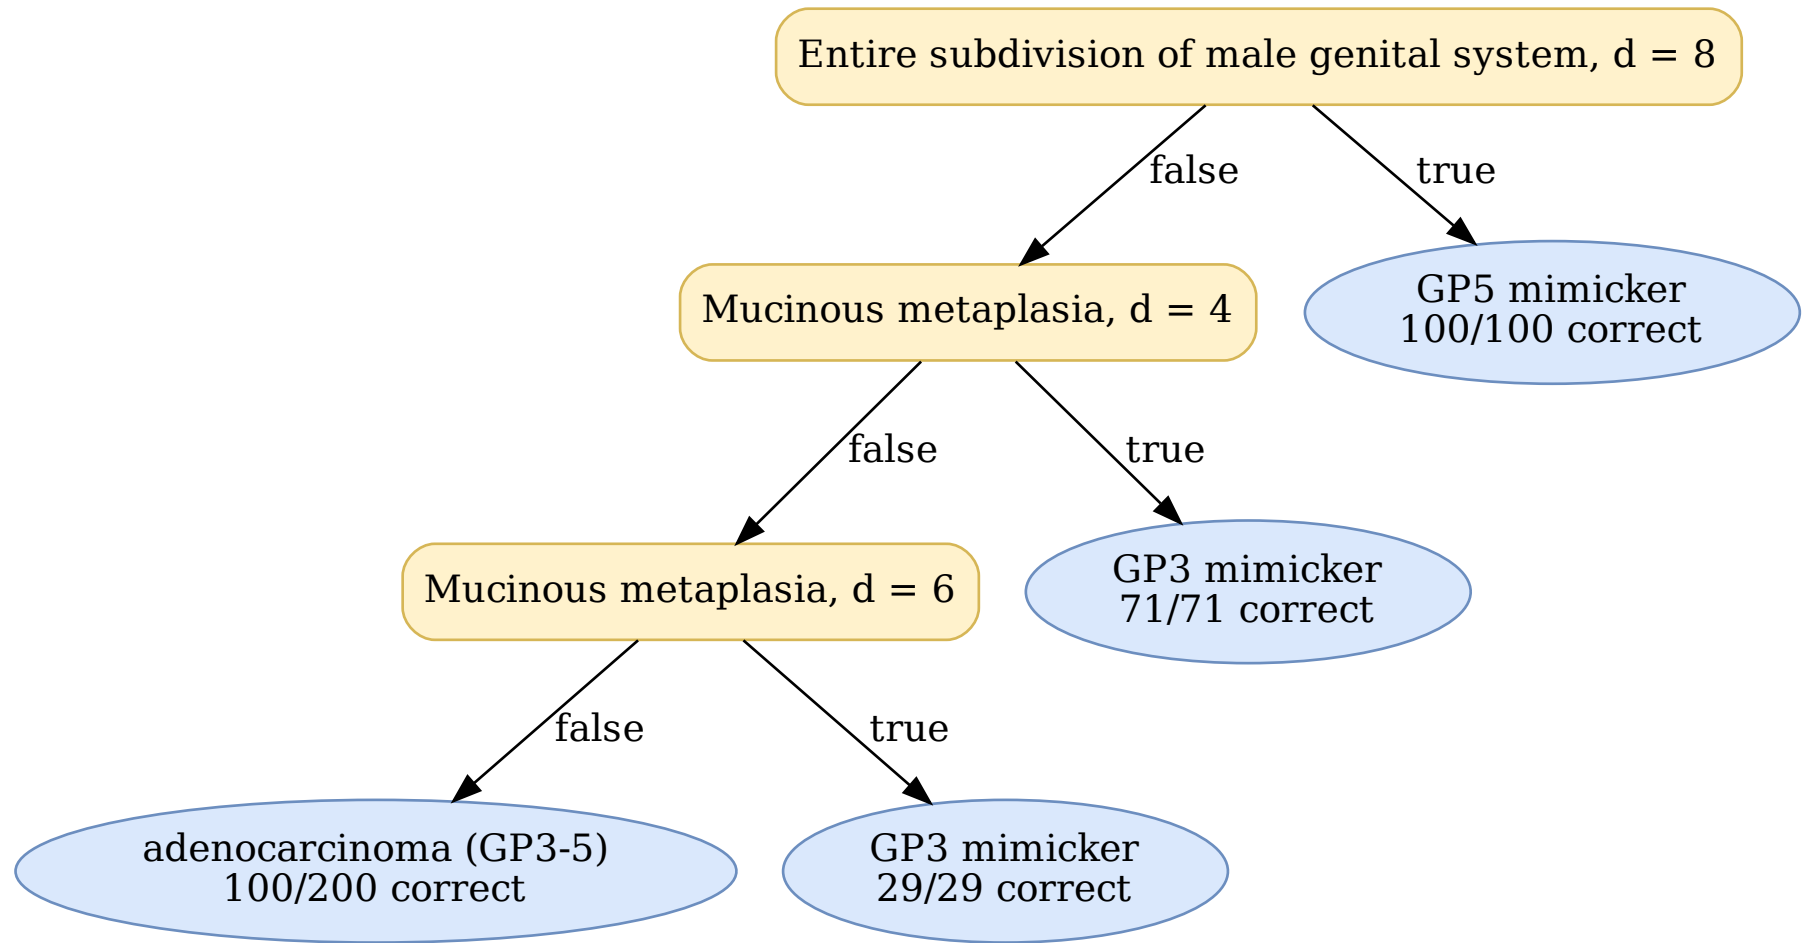 Entire subdivision of male genital system, d = 8
false
true
Mucinous metaplasia, d = 4
GP5 mimicker
100/100 correct
false
true
Mucinous metaplasia, d = 6
GP3 mimicker
71/71 correct
false
true
adenocarcinoma (GP3-5)
100/200 correct
GP3 mimicker
29/29 correct